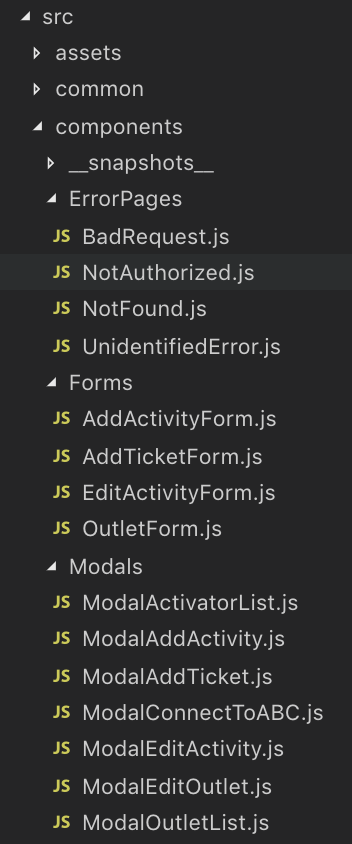 src
assets
common
components
__snapshots__
ErrorPages
JS BadRequest.js
JS NotAuthorized.js
JS NotFound.js
JS UnidentifiedError.js
Forms
JS AddActivityForm.js
JS AddTicketForm.js
JS EditActivityForm.js
JS OutletForm.js
Modals
JS ModalActivatorList.js
JS ModalAddActivity.js
JS ModalAddTicket.js
JS ModalConnectToABC.js
JS ModalEditActivity.js
JS ModalEditOutlet.js
JS ModalOutletList.js